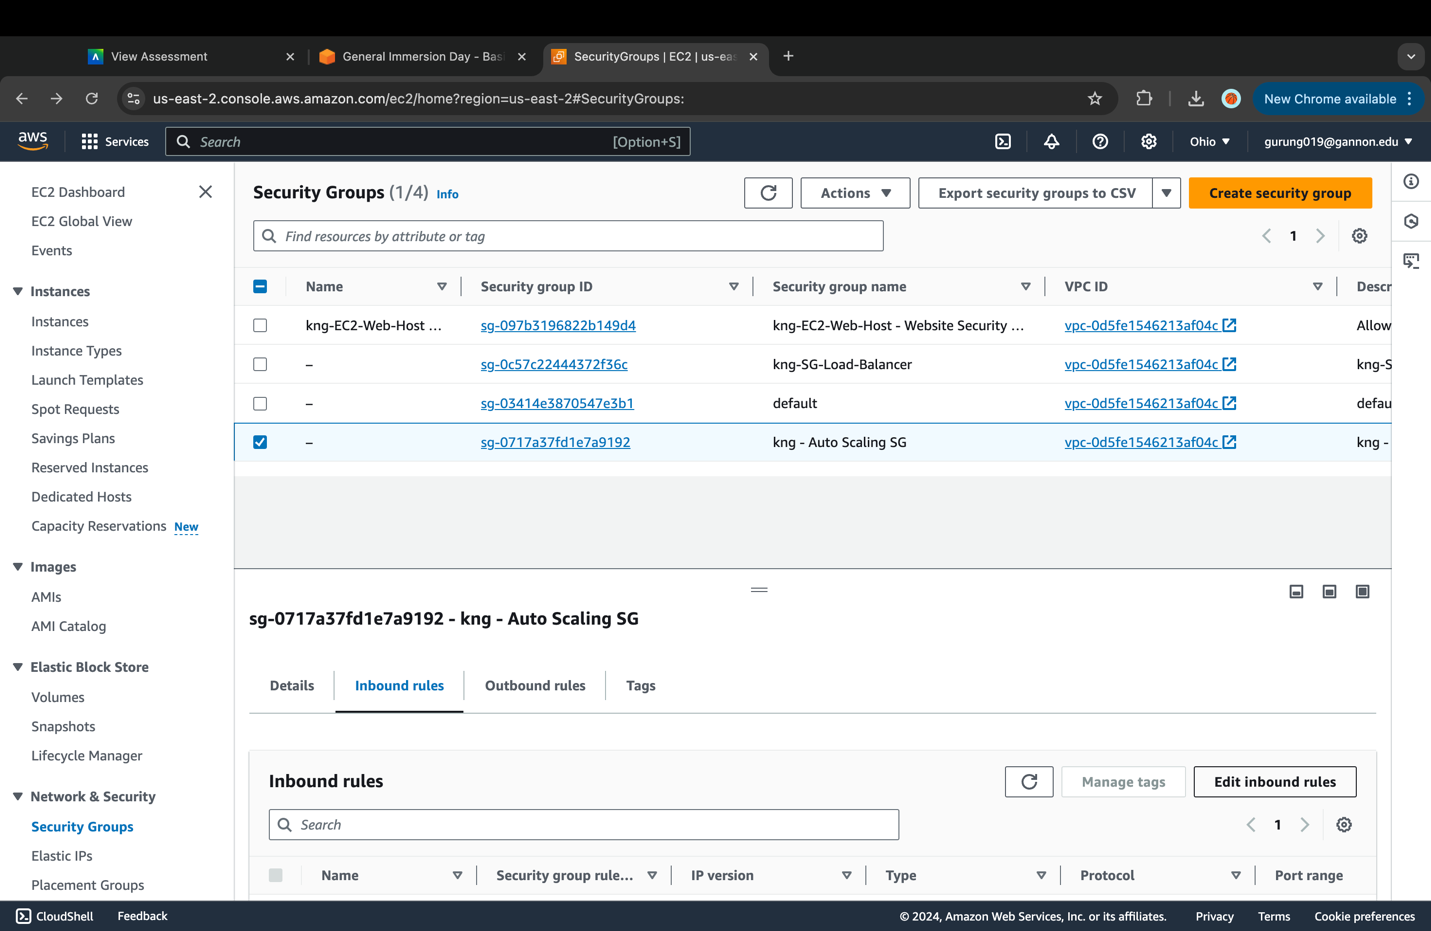 View Assessment
General Immersion Day - Bas
SecurityGroups | EC2 | us-eas
us-east-2.console.aws.amazon.com/ec2/home?region=us-east-2#SecurityGroups:
New Chrome available
aws
Services
Search
[Option+S]
Ohio
gurung019@gannon.edu
EC2 Dashboard
EC2 Global View
Events
Instances
Instances
Instance Types
Launch Templates
Spot Requests
Savings Plans
Reserved Instances
Dedicated Hosts
Capacity Reservations New
Images
AMIs
AMI Catalog
Elastic Block Store
Volumes
Snapshots
Lifecycle Manager
Network & Security
Security Groups
Elastic IPs
Placement Groups
Security Groups (1/4) Info
Actions
Export security groups to CSV
Create security group
Find resources by attribute or tag
1
Name Security group ID Security group name VPC ID Descr
kng-EC2-Web-Host ... sg-097b3196822b149d4 kng-EC2-Web-Host - Website Security ... vpc-0d5fe1546213af04c Allow
– sg-0c57c22444372f36c kng-SG-Load-Balancer vpc-0d5fe1546213af04c kng-S
– sg-03414e3870547e3b1 default vpc-0d5fe1546213af04c defau
– sg-0717a37fd1e7a9192 kng - Auto Scaling SG vpc-0d5fe1546213af04c kng -
sg-0717a37fd1e7a9192 - kng - Auto Scaling SG
Details
Inbound rules
Outbound rules
Tags
Inbound rules
Manage tags
Edit inbound rules
Search
1
Name Security group rule... IP version Type Protocol Port range
CloudShell
Feedback
© 2024, Amazon Web Services, Inc. or its affiliates.
Privacy
Terms
Cookie preferences